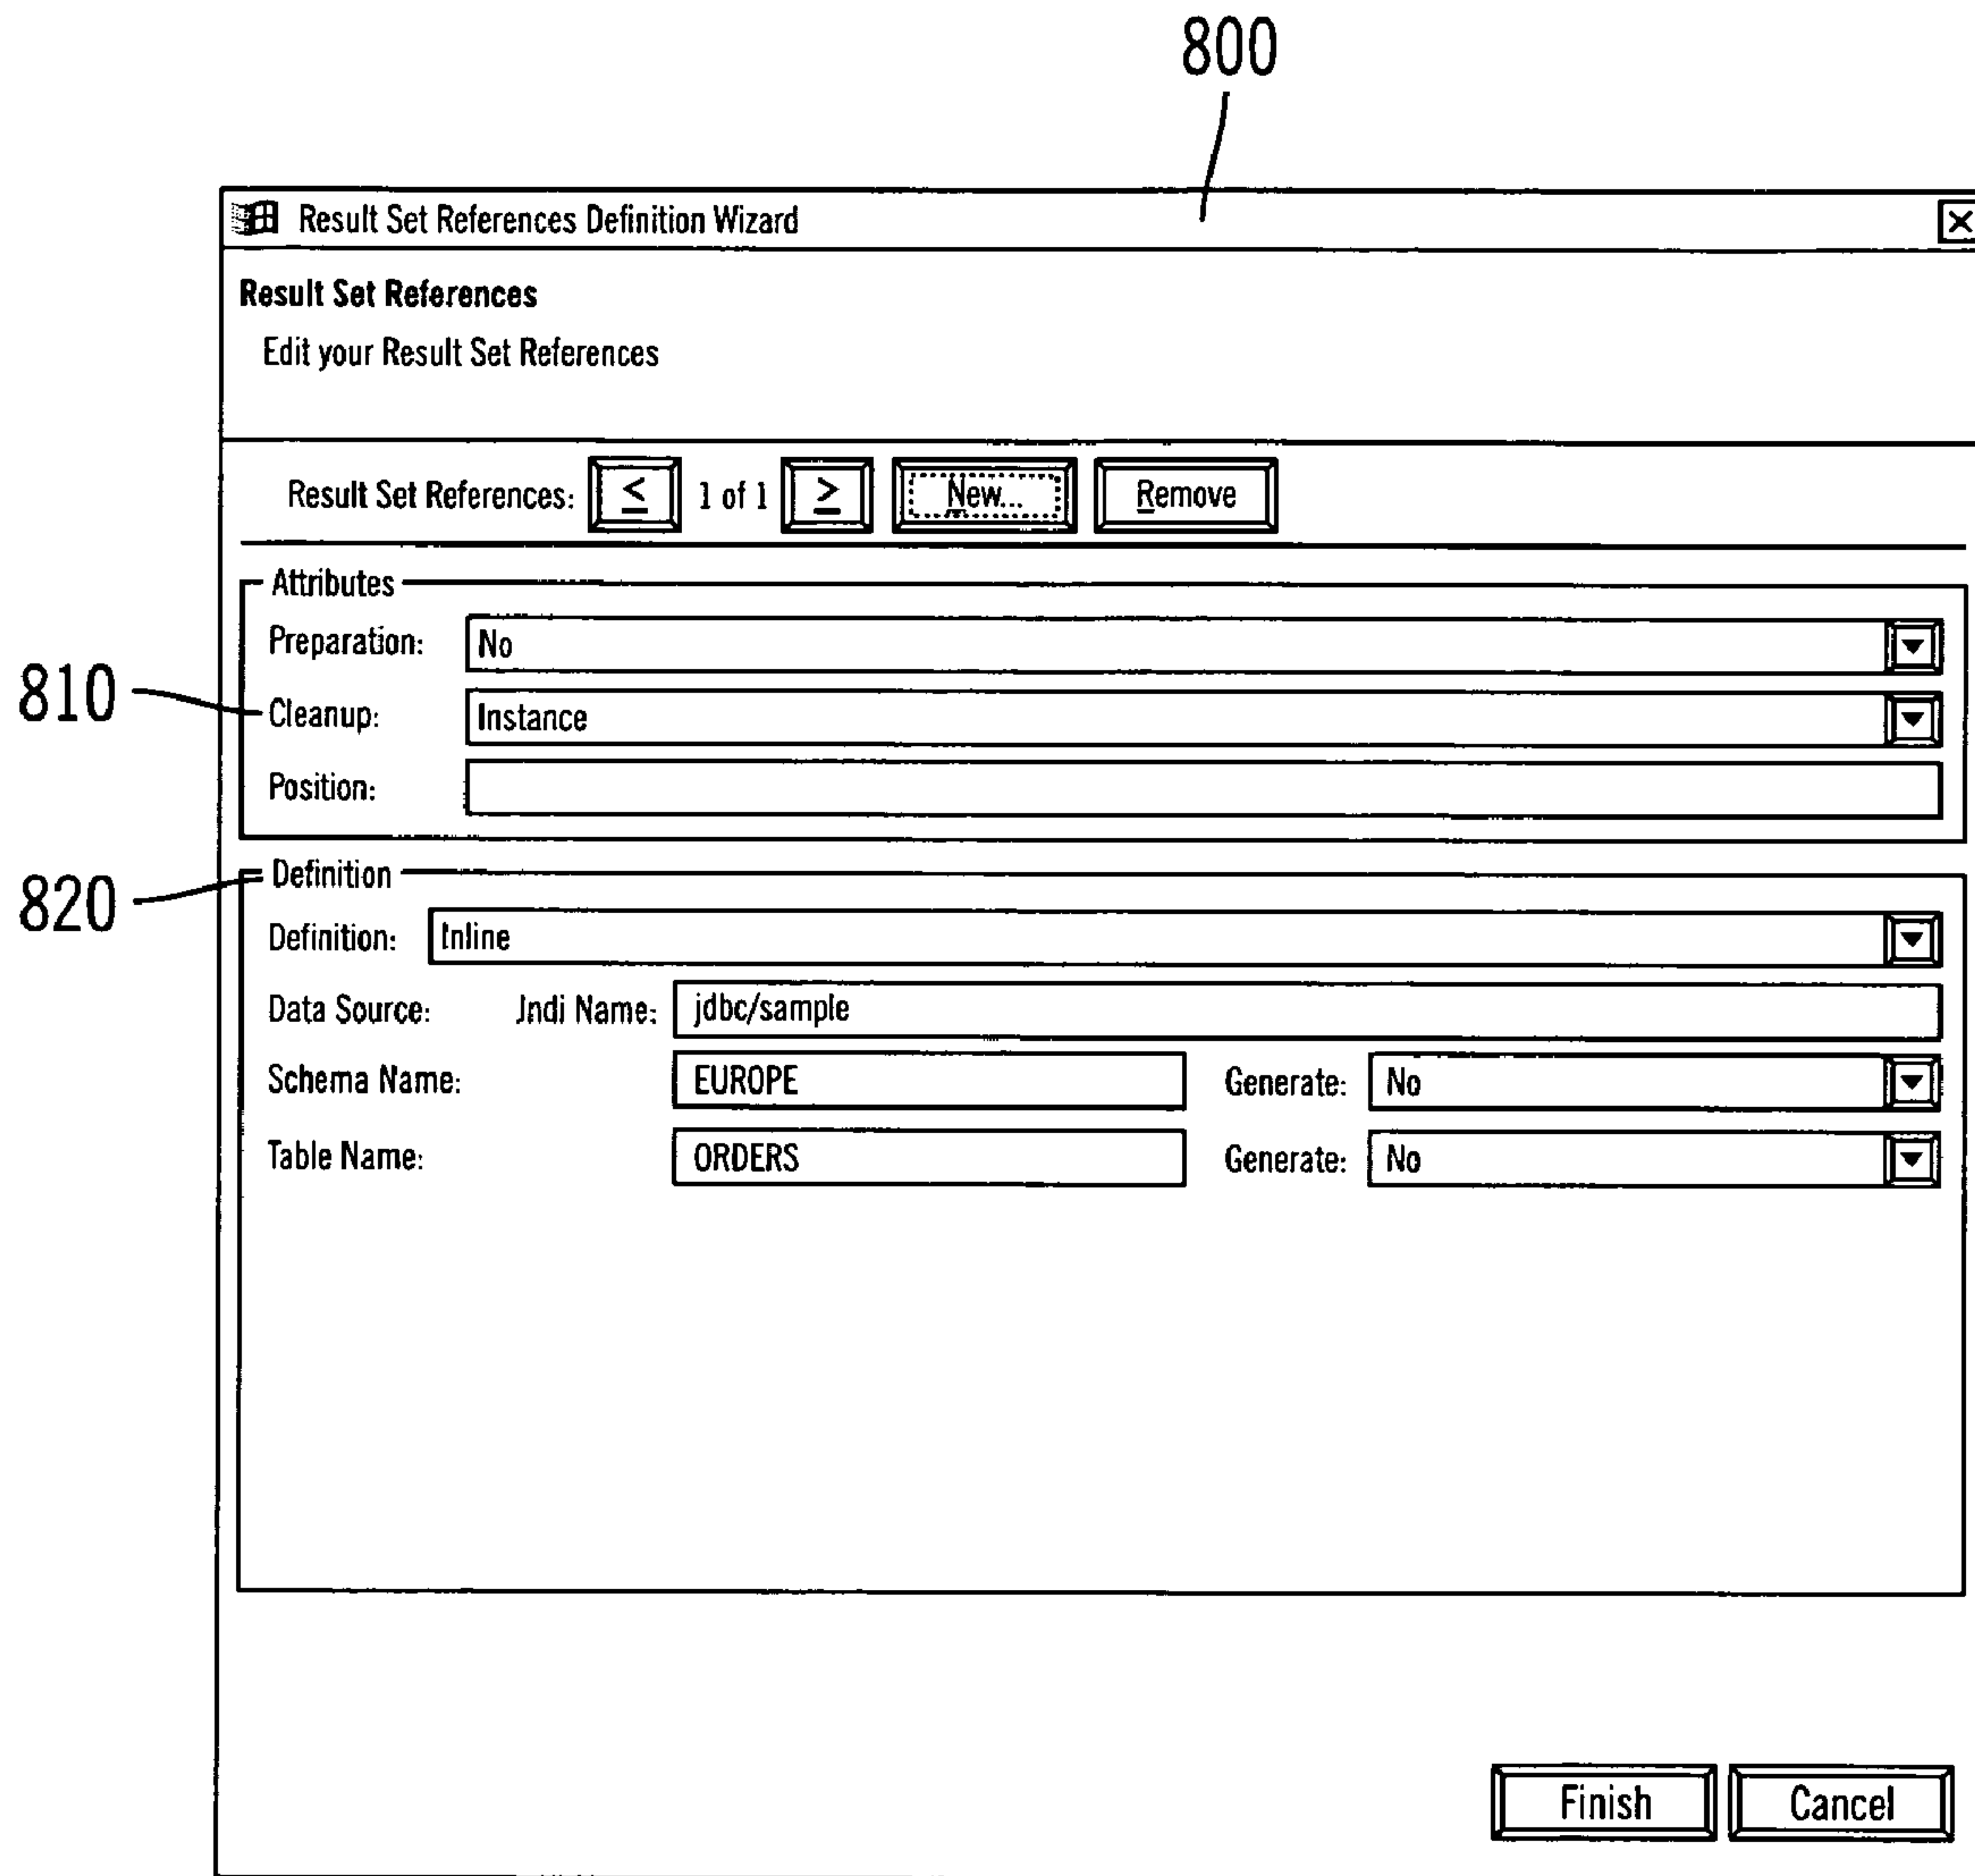 800
Result Set References Definition Wizard
Result Set References
Edit your Result Set References
Result Set References: < 1 of 1 > New... Remove
Attributes
Preparation: No
810 Cleanup: Instance
Position:
820 Definition
Definition: Inline
Data Source: Jndi Name: jdbc/sample
Schema Name: EUROPE Generate: No
Table Name: ORDERS Generate: No
Finish Cancel